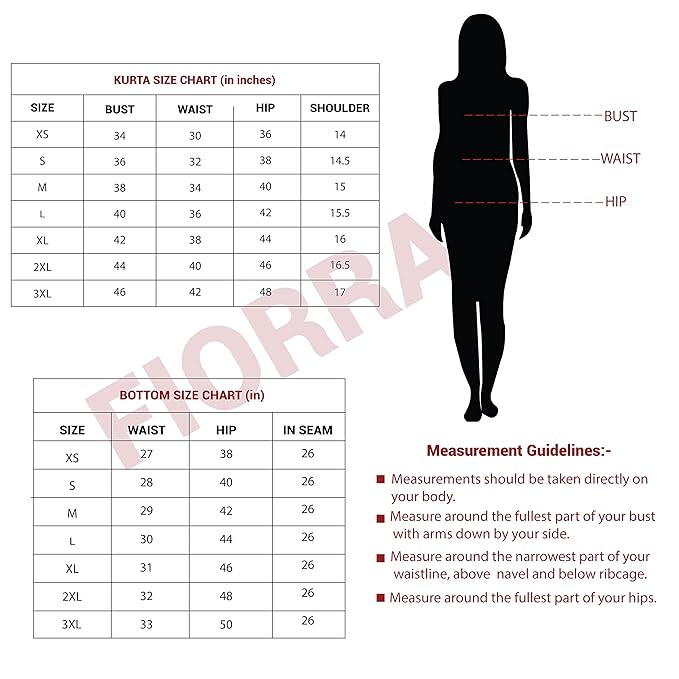 KURTA SIZE CHART (in inches)
SIZE BUST WAIST HIP SHOULDER
XS 34 30 36 14
S 36 32 38 14.5
M 38 34 40 15
L 40 36 42 15.5
XL 42 38 44 16
2XL 44 40 46 16.5
3XL 46 42 48 17
BUST
WAIST
HIP
FIORRA
BOTTOM SIZE CHART (in)
SIZE WAIST HIP IN SEAM
XS 27 38 26
S 28 40 26
M 29 42 26
L 30 44 26
XL 31 46 26
2XL 32 48 26
3XL 33 50 26
Measurement Guidelines:-
Measurements should be taken directly on
your body.
Measure around the fullest part of your bust
with arms down by your side.
Measure around the narrowest part of your
waistline, above navel and below ribcage.
Measure around the fullest part of your hips.